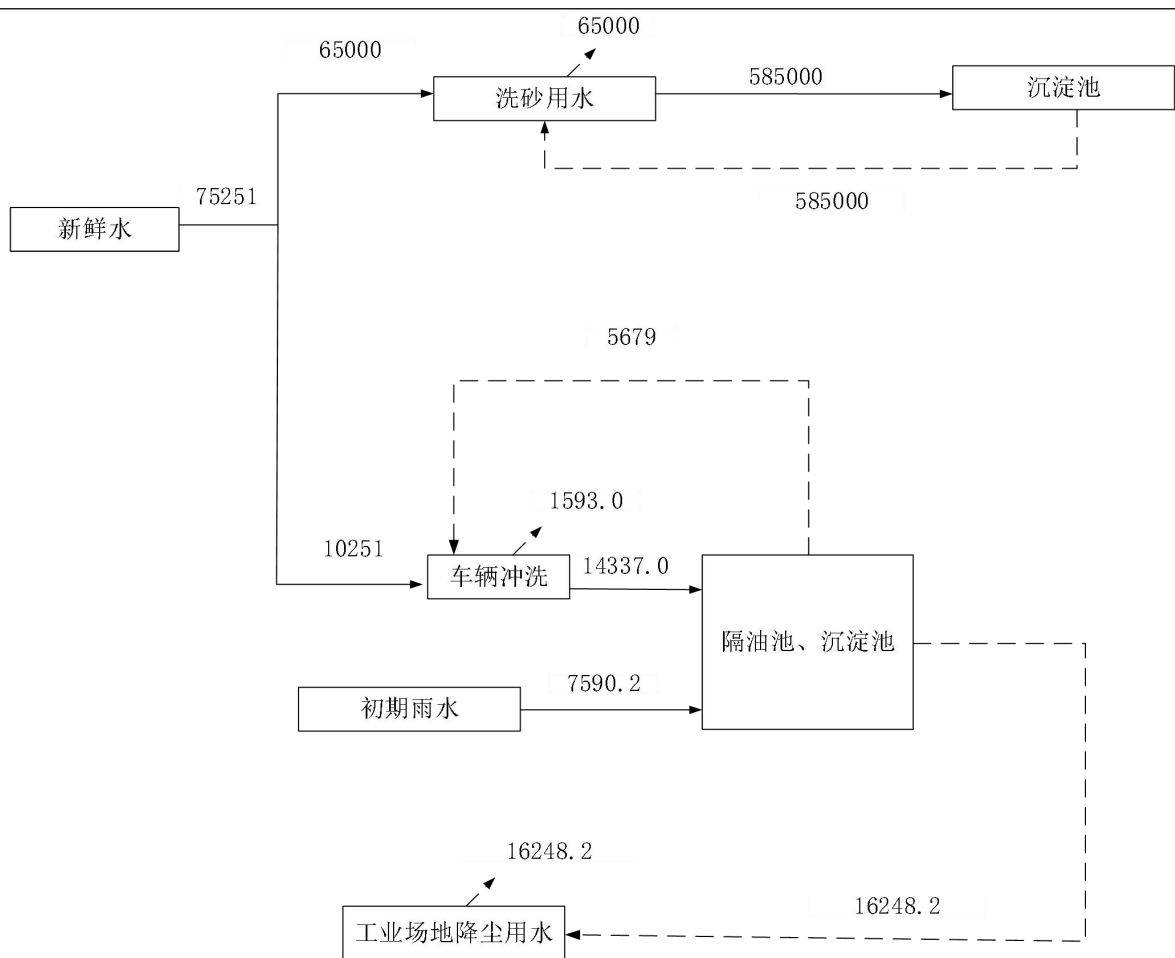 65000
65000
洗砂用水
585000
沉淀池
75251
585000
新鲜水
5679
1593.0
10251
车辆冲洗
14337.0
隔油池、沉淀池
7590.2
初期雨水
16248.2
16248.2
工业场地降尘用水